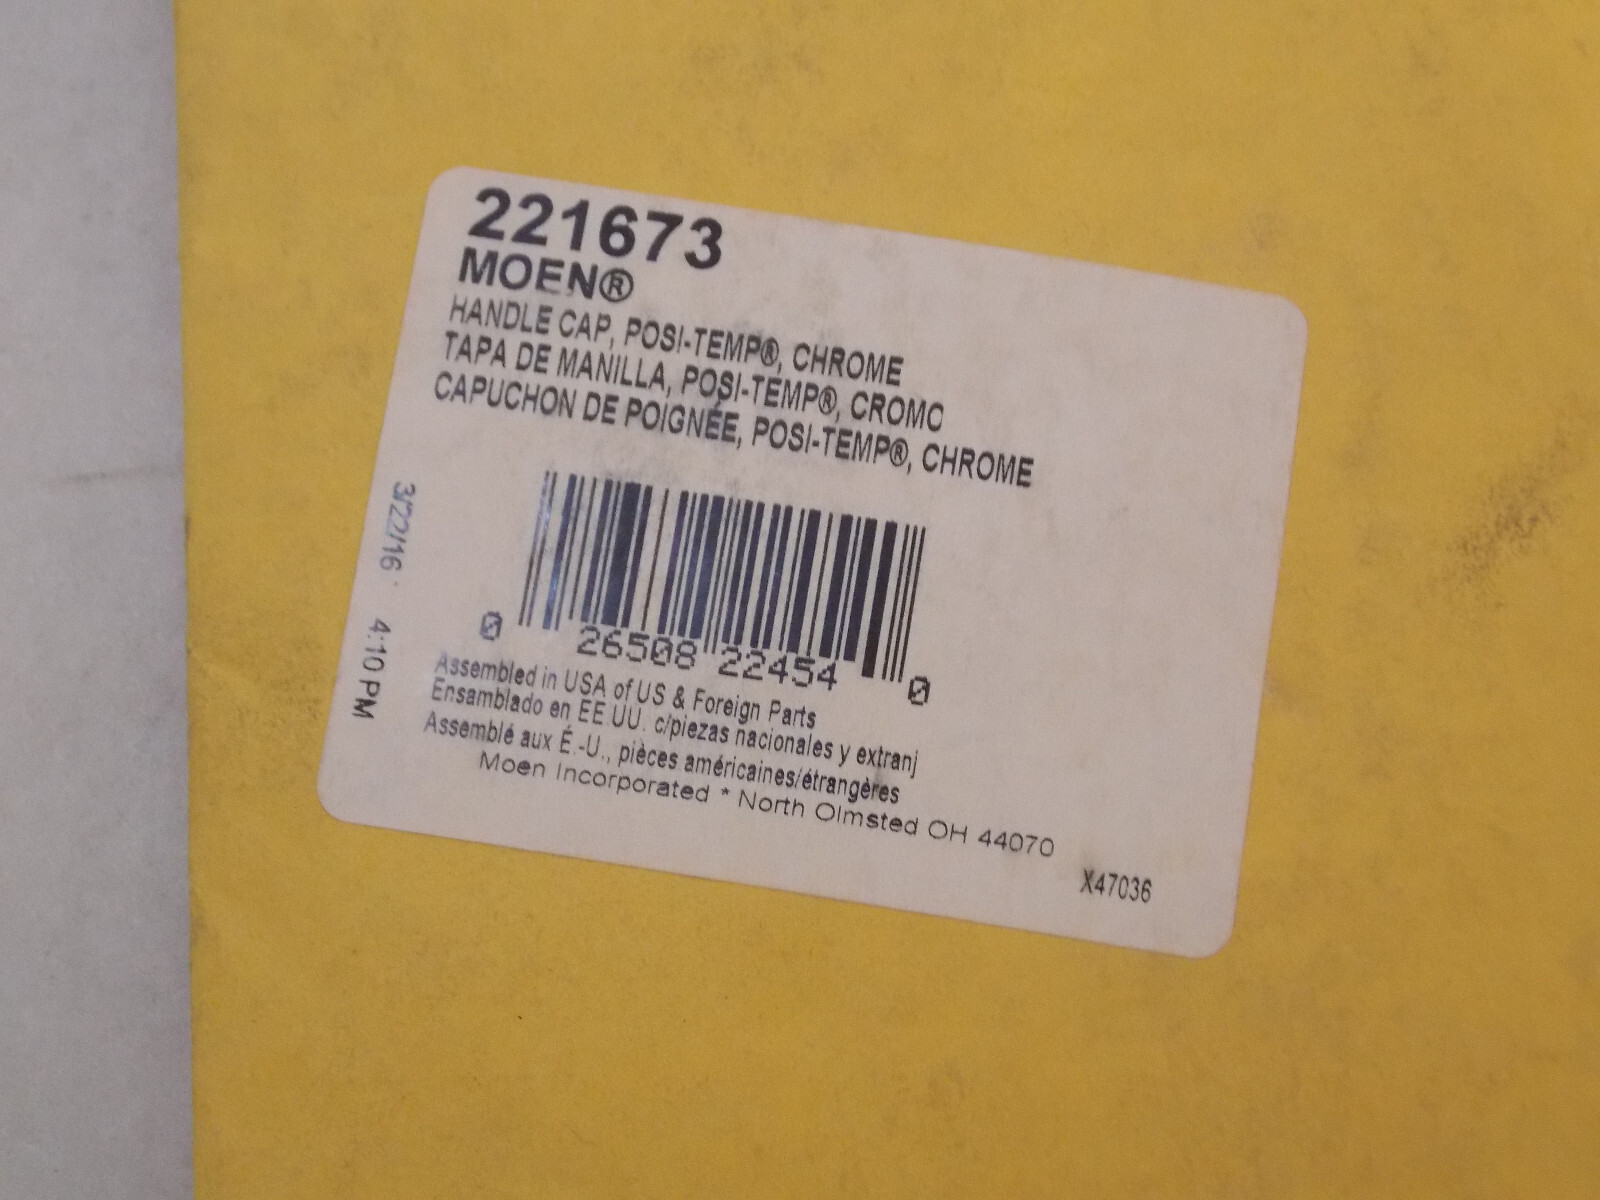 221673
MOEN®
HANDLE CAP, POSI-TEMP®, CHROME
TAPA DE MANILLA, POSI-TEMP®, CROMO
CAPUCHON DE POIGNÉE, POSI-TEMP®, CHROME
3/22/16 4:10 PM
0 26508 22454 0
Assembled in USA of US & Foreign Parts
Ensamblado en EE.UU. c/piezas nacionales y extranj
Assemblé aux É.-U., pièces américaines/étrangères
Moen Incorporated * North Olmsted OH 44070
X47036